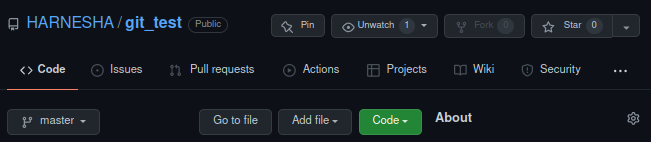 HARNESHA / git_test Public Pin Unwatch 1 Fork 0 Star 0
Code Issues Pull requests Actions Projects Wiki Security ...
master Go to file Add file Code About